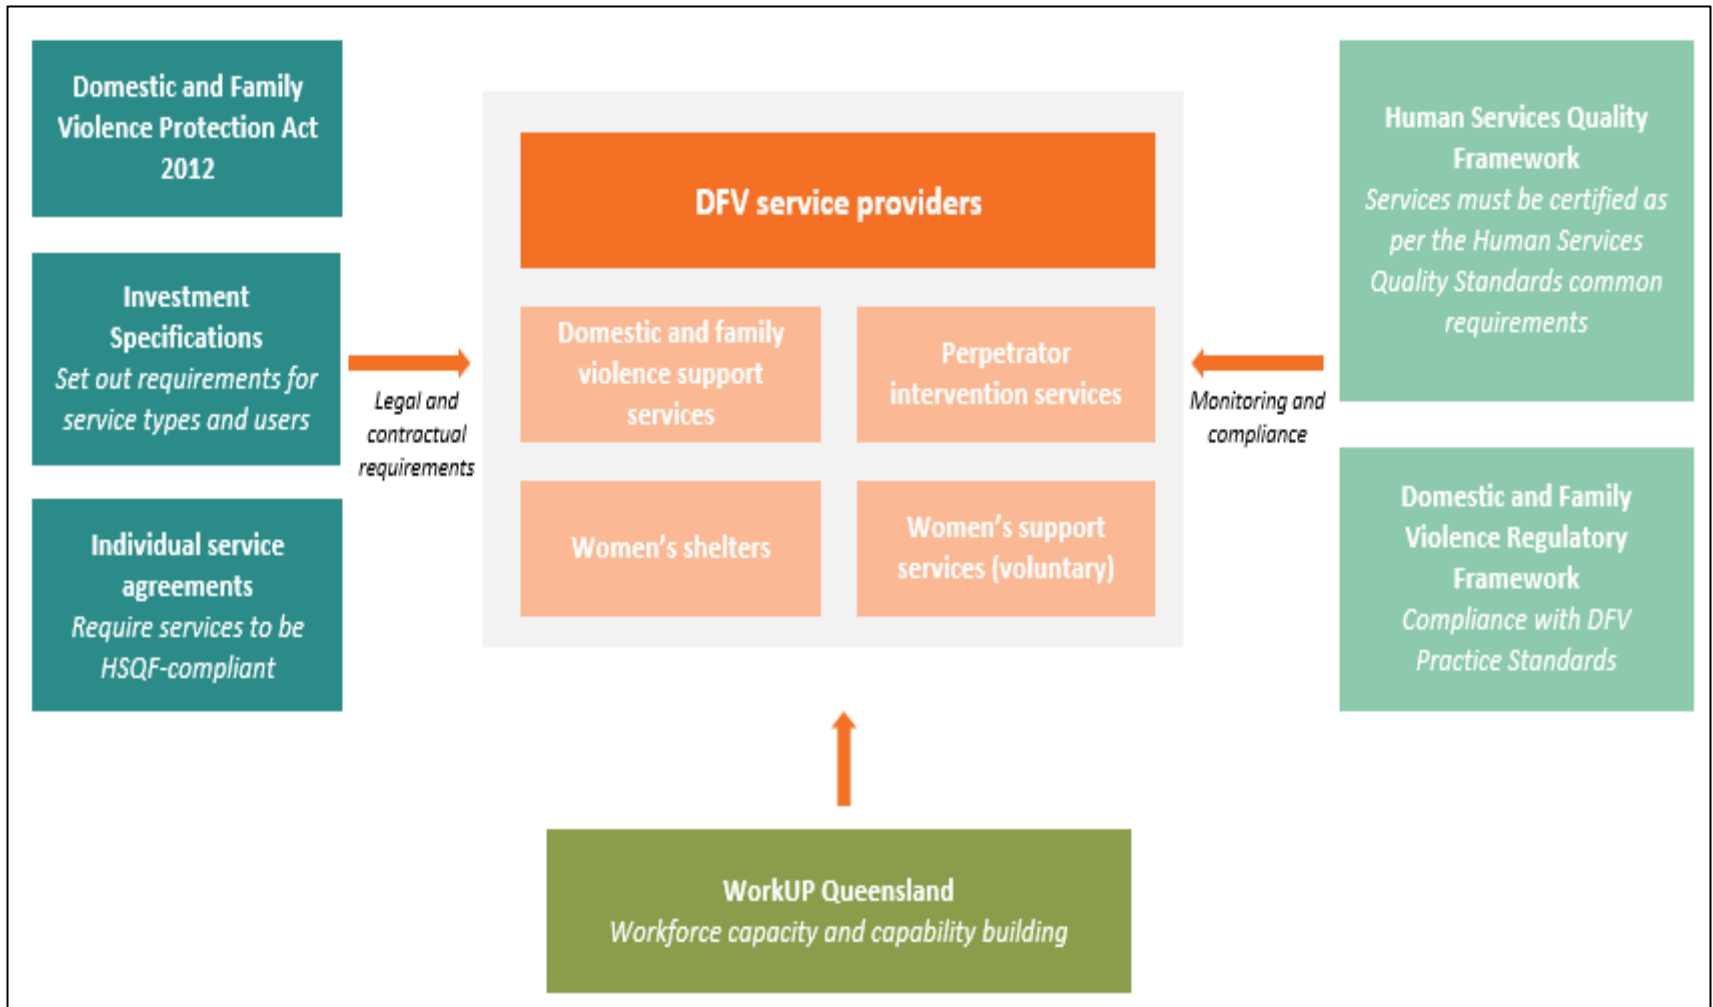 Domestic and Family
Violence Protection Act
2012
Investment
Specifications
Set out requirements for
service types and users
Individual service
agreements
Require services to be
HSQF-compliant
Legal and
contractual
requirements
DFV service providers
Domestic and family
violence support
services
Perpetrator
intervention services
Women's shelters
Women's support
services (voluntary)
Monitoring and
compliance
Human Services Quality
Framework
Services must be certified as
per the Human Services
Quality Standards common
requirements
Domestic and Family
Violence Regulatory
Framework
Compliance with DFV
Practice Standards
WorkUP Queensland
Workforce capacity and capability building